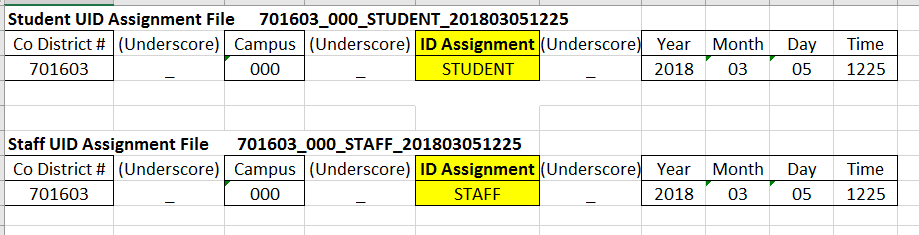 Student UID Assignment File 701603_000_STUDENT_201803051225
Co District # (Underscore) Campus (Underscore) ID Assignment (Underscore) Year Month Day Time
701603 _ 000 _ STUDENT _ 2018 03 05 1225
Staff UID Assignment File 701603_000_STAFF_201803051225
Co District # (Underscore) Campus (Underscore) ID Assignment (Underscore) Year Month Day Time
701603 _ 000 _ STAFF _ 2018 03 05 1225